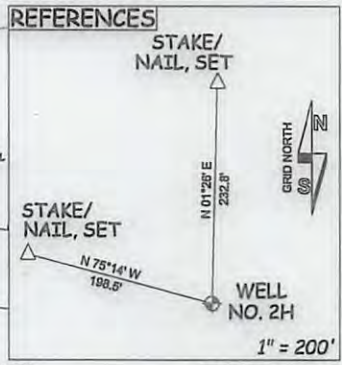 REFERENCES
STAKE/
NAIL, SET
N
GRID NORTH
S
N 01°26' E
232.8'
STAKE/
NAIL, SET
N 75°14' W
198.5'
WELL
NO. 2H
1" = 200'